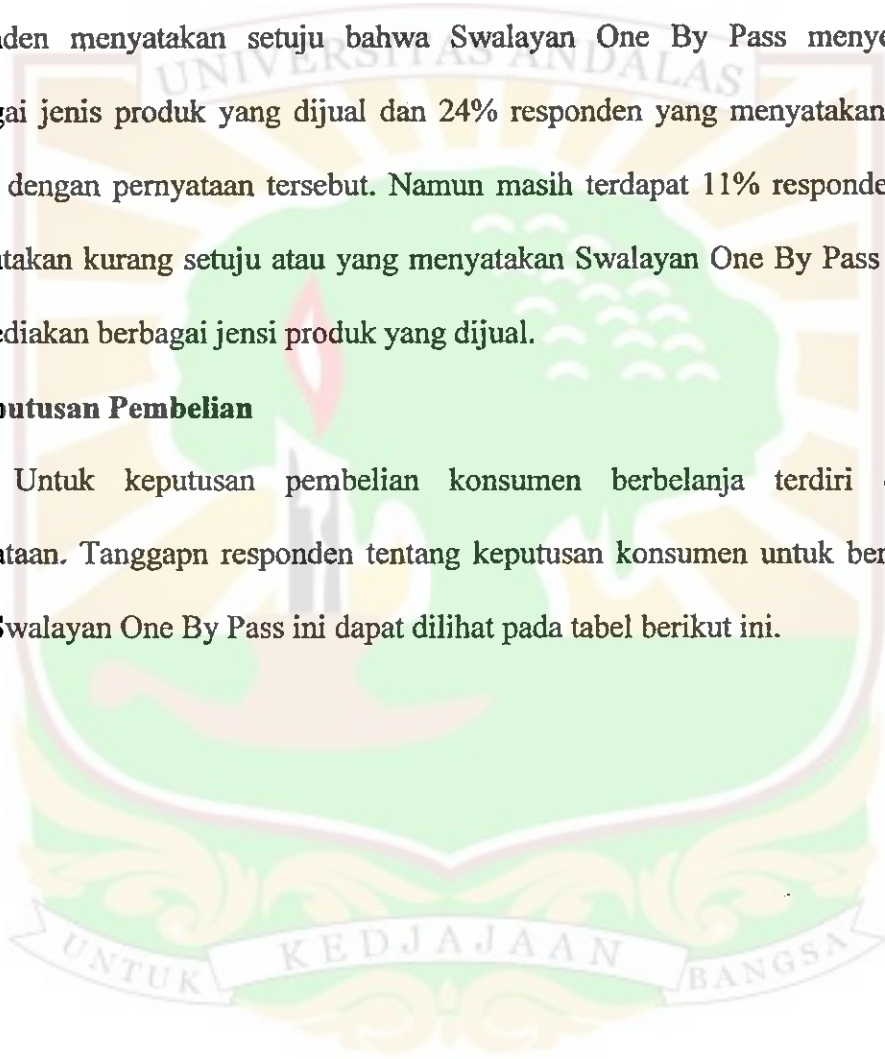 nden menyatakan setuju bahwa Swalayan One By Pass menye
gai jenis produk yang dijual dan 24% responden yang menyatakan
dengan pernyataan tersebut. Namun masih terdapat 11% responde
atakan kurang setuju atau yang menyatakan Swalayan One By Pass
ediakan berbagai jensi produk yang dijual.
putusan Pembelian
Untuk keputusan pembelian konsumen berbelanja terdiri
ataan. Tanggapn responden tentang keputusan konsumen untuk ber
Swalayan One By Pass ini dapat dilihat pada tabel berikut ini.
UNIVERSITAS ANDALAS
UNTUK KEDJAJAAN BANGSA